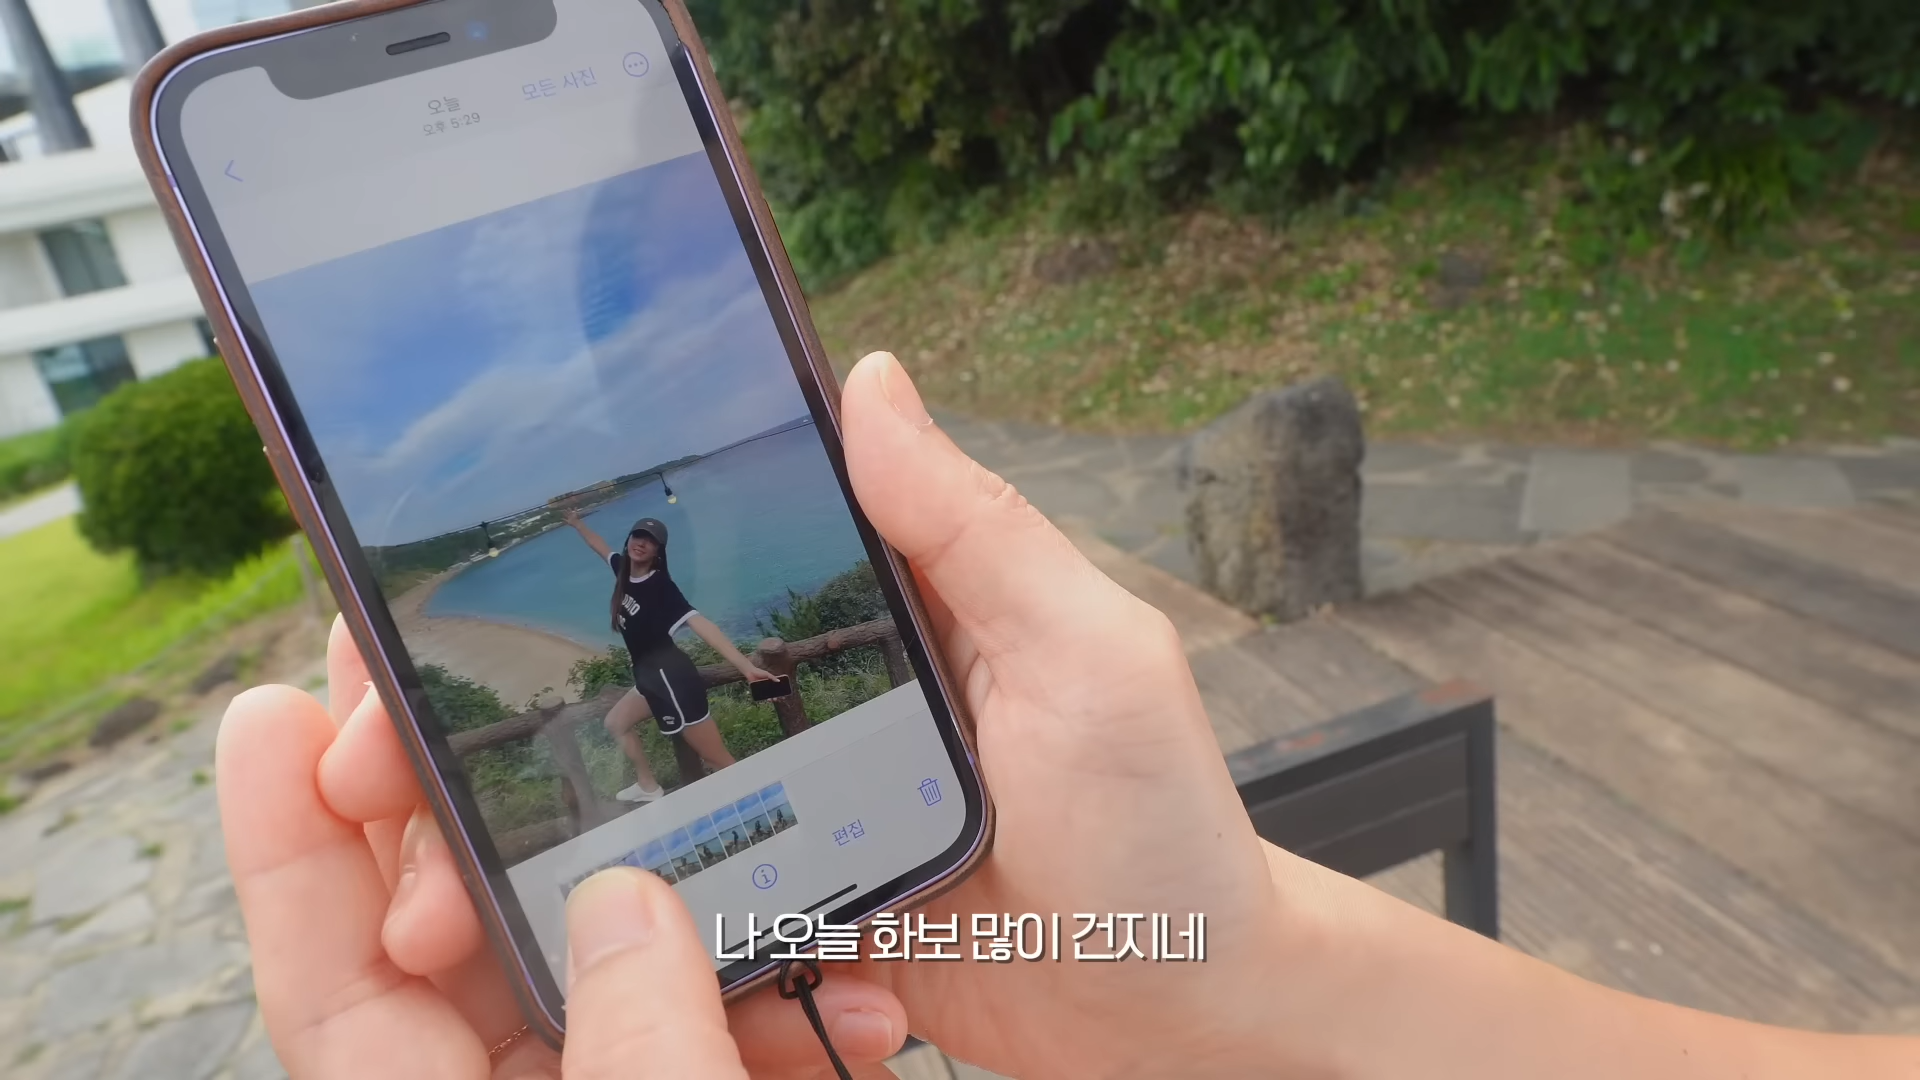 모든 사진
오늘
오후 5:29
편집
나 오늘 화보 많이 건지네